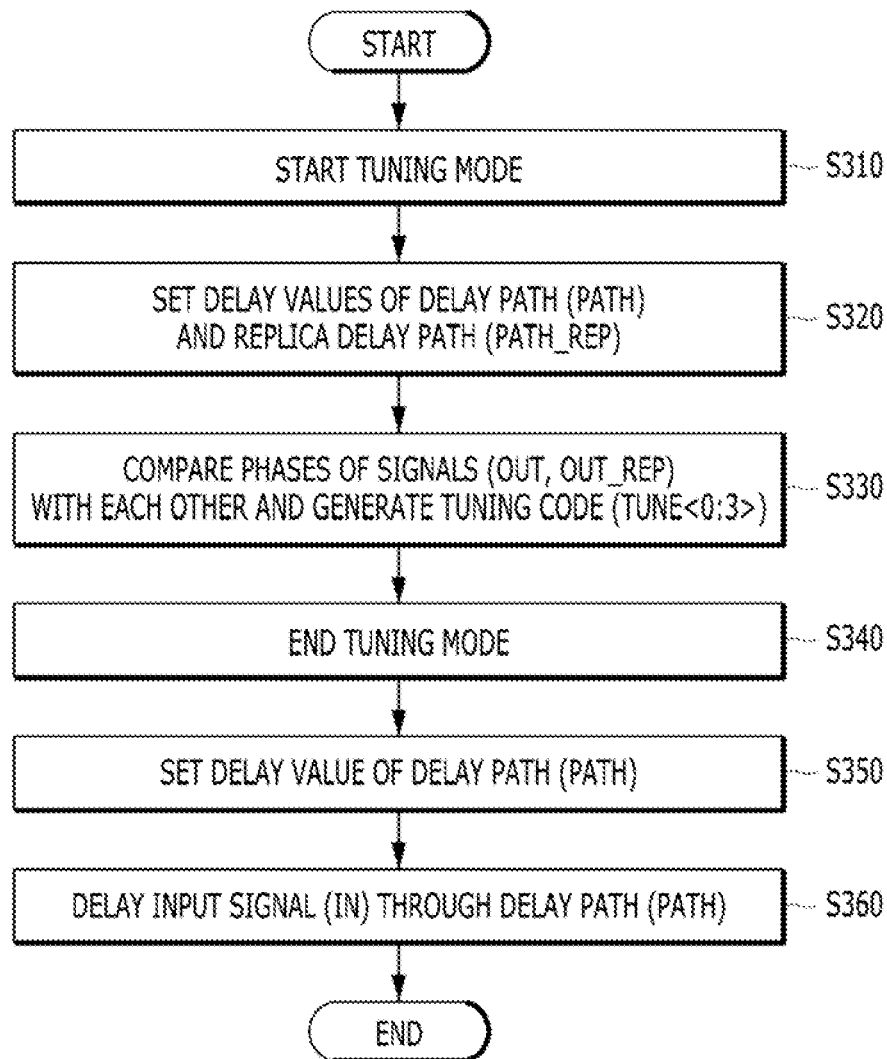 START
START TUNING MODE
S310
SET DELAY VALUES OF DELAY PATH (PATH)
AND REPLICA DELAY PATH (PATH_REP)
S320
COMPARE PHASES OF SIGNALS (OUT, OUT_REP)
WITH EACH OTHER AND GENERATE TUNING CODE (TUNE<0:3>)
S330
END TUNING MODE
S340
SET DELAY VALUE OF DELAY PATH (PATH)
S350
DELAY INPUT SIGNAL (IN) THROUGH DELAY PATH (PATH)
S360
END